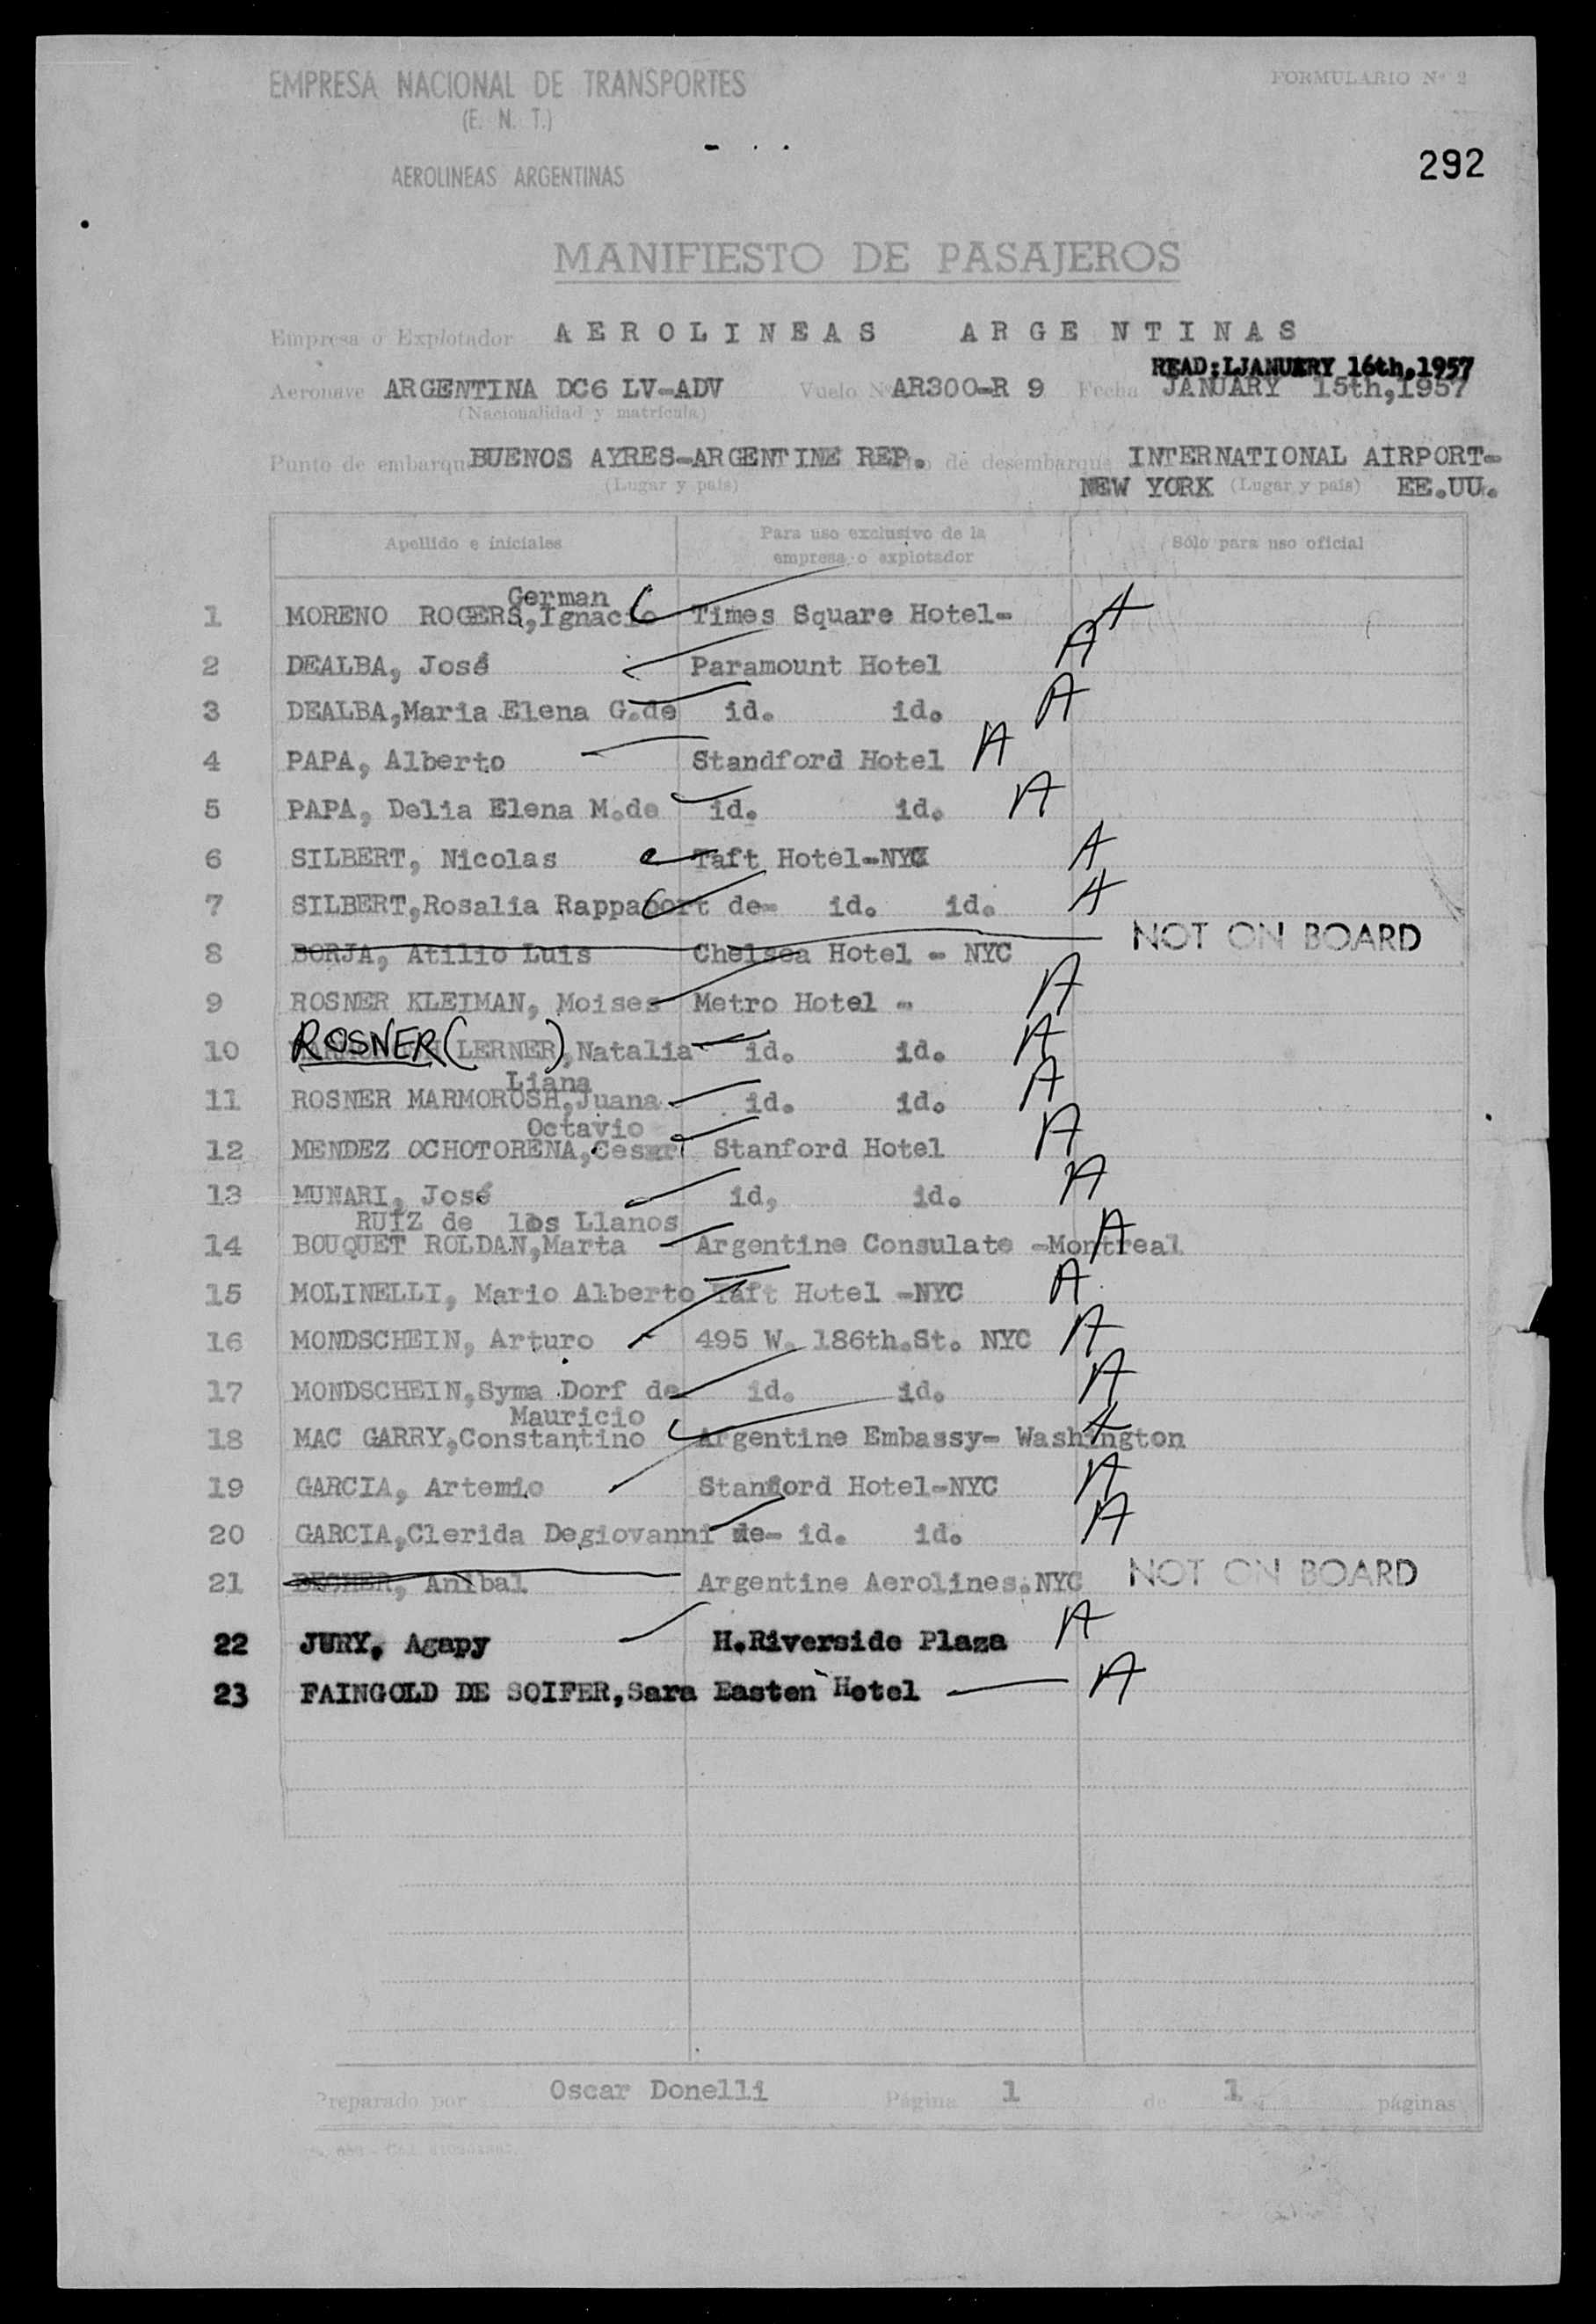 EMPRESA NACIONAL DE TRANSPORTES
FORMULARIO Nº 2
(E. N. T.)
292
AEROLINEAS ARGENTINAS
MANIFIESTO DE PASAJEROS
Empresa o Explotador AEROLINEAS ARGENTINAS
READ:LJANUARY 16th,1957
Aeronave ARGENTINA DC6 LV-ADV Vuelo Nº AR300-R 9 Fecha JANUARY 15th,1957
(Nacionalidad y matrícula)
Punto de embarqu BUENOS AYRES-ARGENTINE REP. de desembarque INTERNATIONAL AIRPORT-
(Lugar y país) NEW YORK (Lugar y país) EE.UU.
Apellido e iniciales Para uso exclusivo de la empresa o explotador Sólo para uso oficial
German
1 MORENO ROGERS,Ignacio Times Square Hotel- A
2 DEALBA, José Paramount Hotel A
3 DEALBA,Maria Elena G.de id. id. A
4 PAPA, Alberto Standford Hotel A
5 PAPA, Delia Elena M.de id. id. A
6 SILBERT, Nicolas Taft Hotel-NYC A
7 SILBERT,Rosalia Rappaport de- id. id. A
8 BORJA, Atilio Luis Chelsea Hotel - NYC NOT ON BOARD
9 ROSNER KLEIMAN, Moises Metro Hotel - A
10 ROSNER (LERNER),Natalia id. id. A
Liana
11 ROSNER MARMOROSH,Juana id. id. A
Octavio
12 MENDEZ OCHOTORENA,Cesar Stanford Hotel A
13 MUNARI, José id, id. A
RUIZ de los Llanos
14 BOUQUET ROLDAN,Marta Argentine Consulate -Montreal A
15 MOLINELLI, Mario Alberto Taft Hotel -NYC A
16 MONDSCHEIN, Arturo 495 W. 186th.St. NYC A
17 MONDSCHEIN,Syma Dorf de id. id. A
Mauricio
18 MAC GARRY,Constantino Argentine Embassy- Washington A
19 GARCIA, Artemio Stanford Hotel-NYC A
20 GARCIA,Clerida Degiovanni de- id. id. A
21 BECHER, Anibal Argentine Aerolines.NYC NOT ON BOARD
22 JURY, Agapy H.Riverside Plaza A
23 FAINGOLD DE SOIFER,Sara Easten Hotel A
Preparado por Oscar Donelli Página 1 de 1 páginas